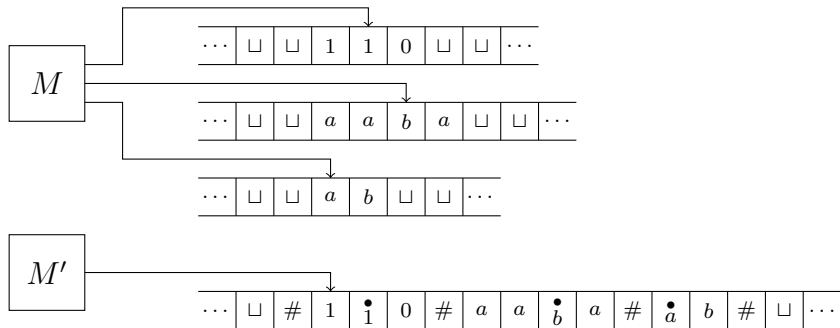 M
··· ⊔ ⊔ 1 1 0 ⊔ ⊔ ···
··· ⊔ ⊔ a a b a ⊔ ⊔ ···
··· ⊔ ⊔ a b ⊔ ⊔ ···
M′
··· ⊔ # 1 •1 0 # a a •b a # •a b # ⊔ ···